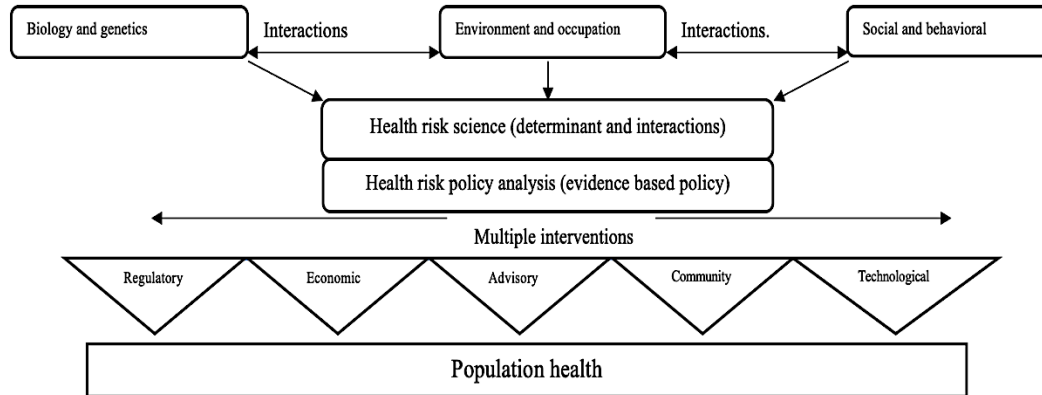 Biology and genetics
Interactions
Environment and occupation
Interactions.
Social and behavioral
Health risk science (determinant and interactions)
Health risk policy analysis (evidence based policy)
Multiple interventions
Regulatory
Economic
Advisory
Community
Technological
Population health